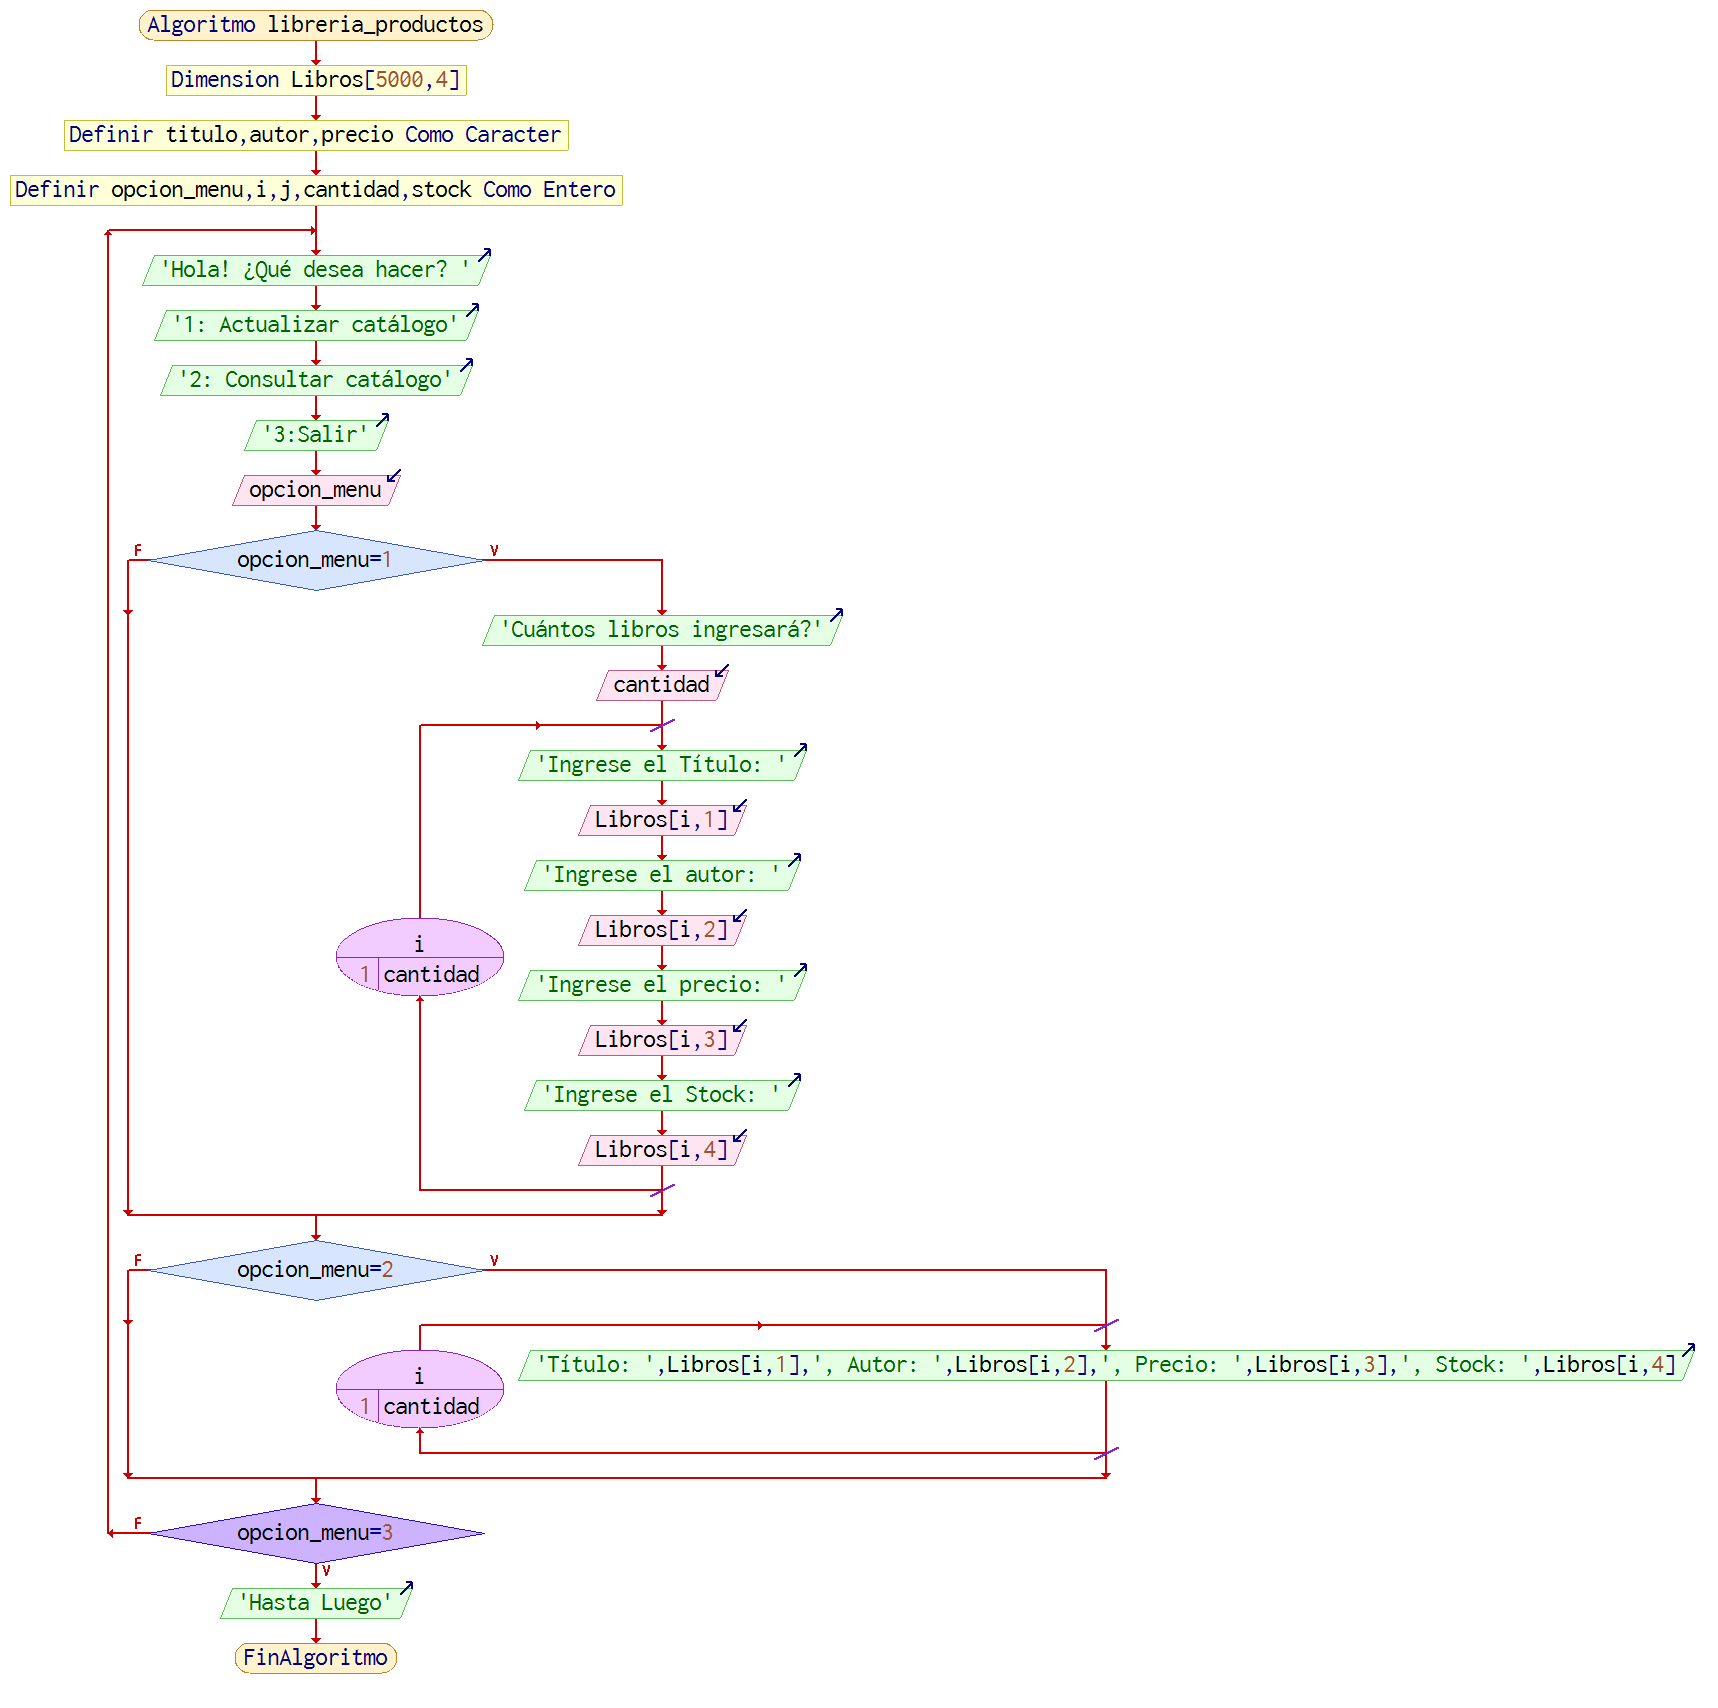 Algoritmo libreria_productos
Dimension Libros[5000,4]
Definir titulo,autor,precio Como Caracter
Definir opcion_menu,i,j,cantidad,stock Como Entero
'Hola! ¿Qué desea hacer? '
'1: Actualizar catálogo'
'2: Consultar catálogo'
'3:Salir'
opcion_menu
F
opcion_menu=1
V
'Cuántos libros ingresará?'
cantidad
'Ingrese el Título: '
Libros[i,1]
'Ingrese el autor: '
Libros[i,2]
i
1 cantidad
'Ingrese el precio: '
Libros[i,3]
'Ingrese el Stock: '
Libros[i,4]
F
opcion_menu=2
V
'Título: ',Libros[i,1],', Autor: ',Libros[i,2],', Precio: ',Libros[i,3],', Stock: ',Libros[i,4]
i
1 cantidad
F
opcion_menu=3
V
'Hasta Luego'
FinAlgoritmo